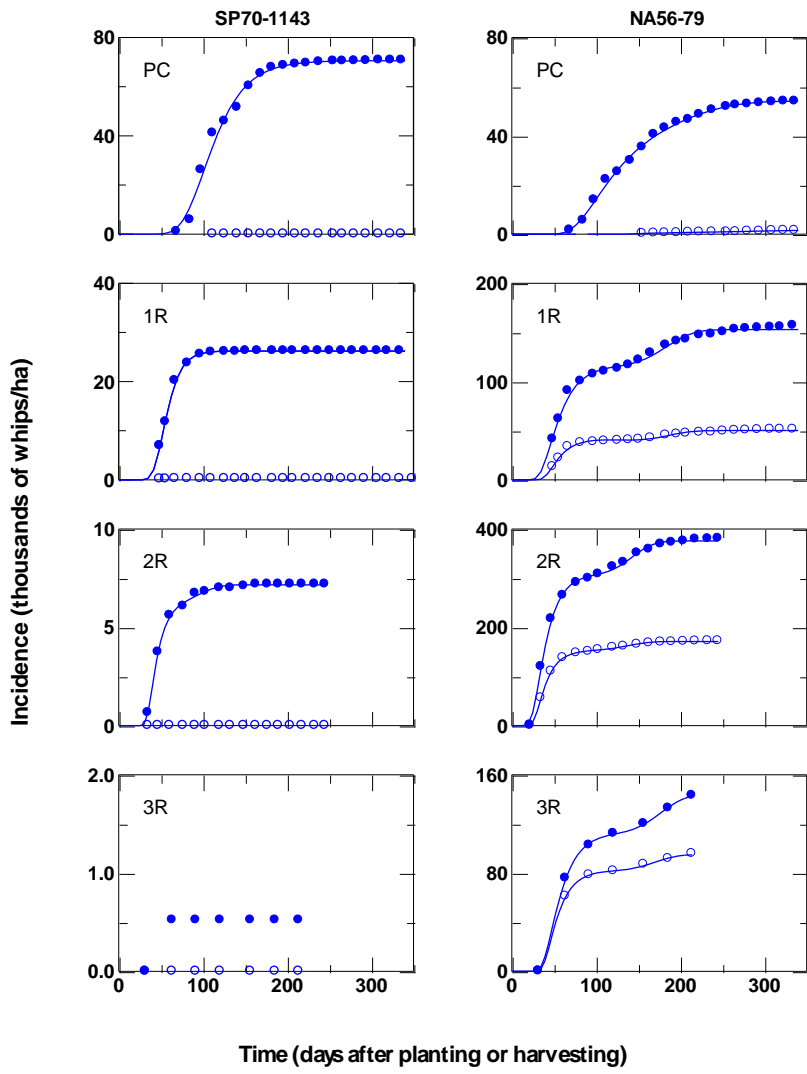 SP70-1143
NA56-79
80
PC
40
0
80
PC
40
0
40
1R
20
0
200
1R
100
0
10
2R
5
0
400
2R
200
0
2.0
3R
1.0
0.0
0 100 200 300
160
3R
80
0
0 100 200 300
Incidence (thousands of whips/ha)
Time (days after planting or harvesting)